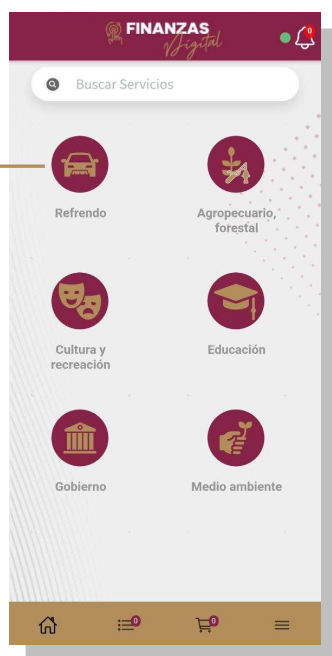 FINANZAS
Digital
0
Buscar Servicios
Refrendo
Agropecuario,
forestal
Cultura y
recreación
Educación
Gobierno
Medio ambiente
0
0